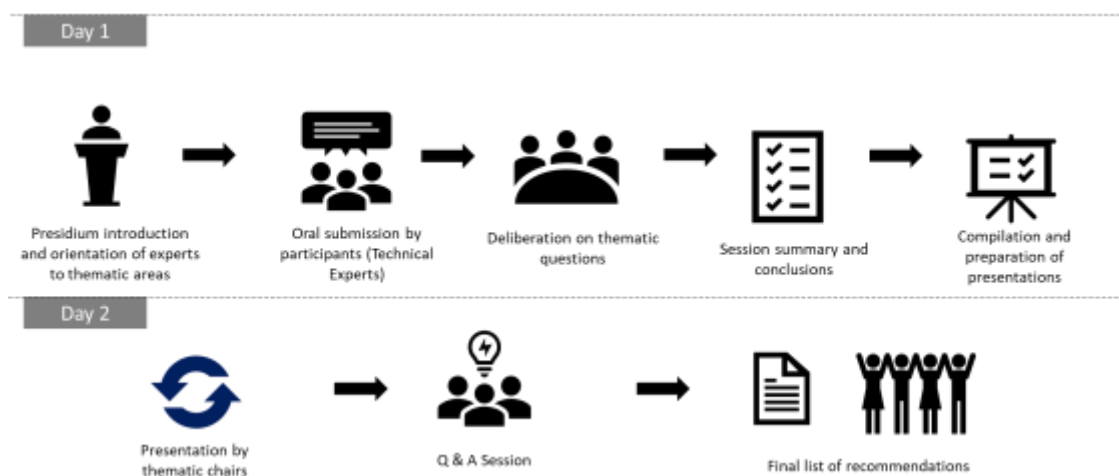 Day 1
Presidium introduction
and orientation of experts
to thematic areas
Oral submission by
participants (Technical
Experts)
Deliberation on thematic
questions
Session summary and
conclusions
Compilation and
preparation of
presentations
Day 2
Presentation by
thematic chairs
Q & A Session
Final list of recommendations